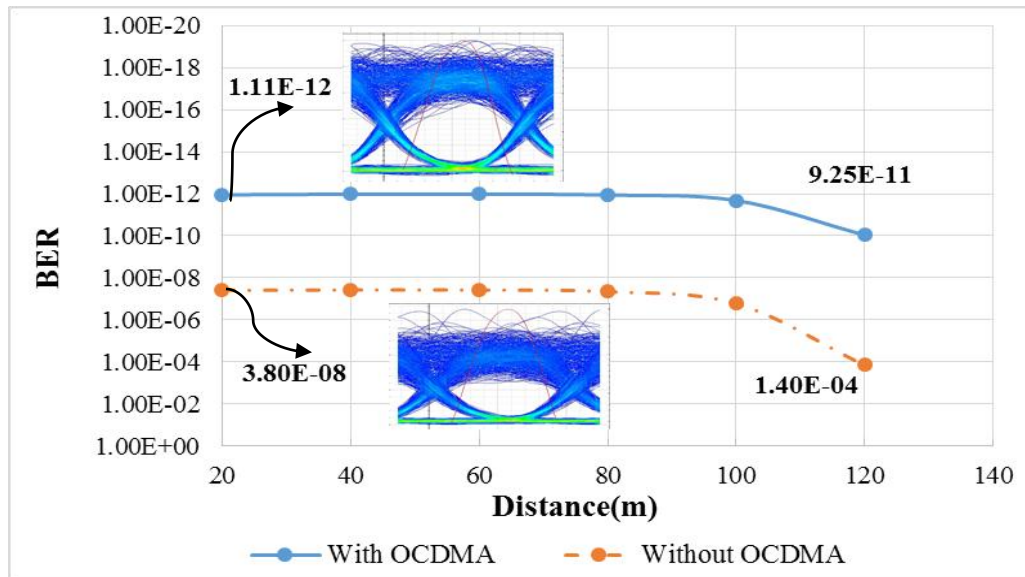 1.00E-20
1.00E-18
1.00E-16
1.00E-14
1.00E-12
1.00E-10
1.00E-08
1.00E-06
1.00E-04
1.00E-02
1.00E+00
BER
1.11E-12
9.25E-11
3.80E-08
1.40E-04
20 40 60 80 100 120 140
Distance(m)
With OCDMA Without OCDMA